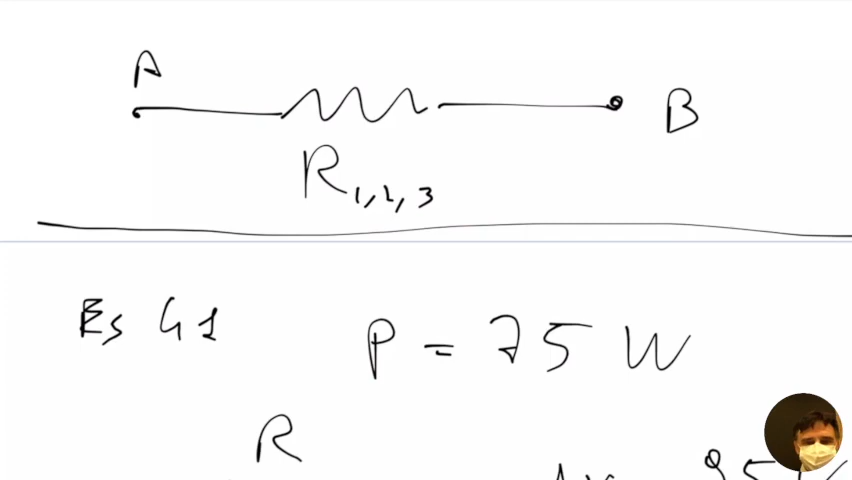 A
B
R1,2,3
Es 41
P = 75 W
R